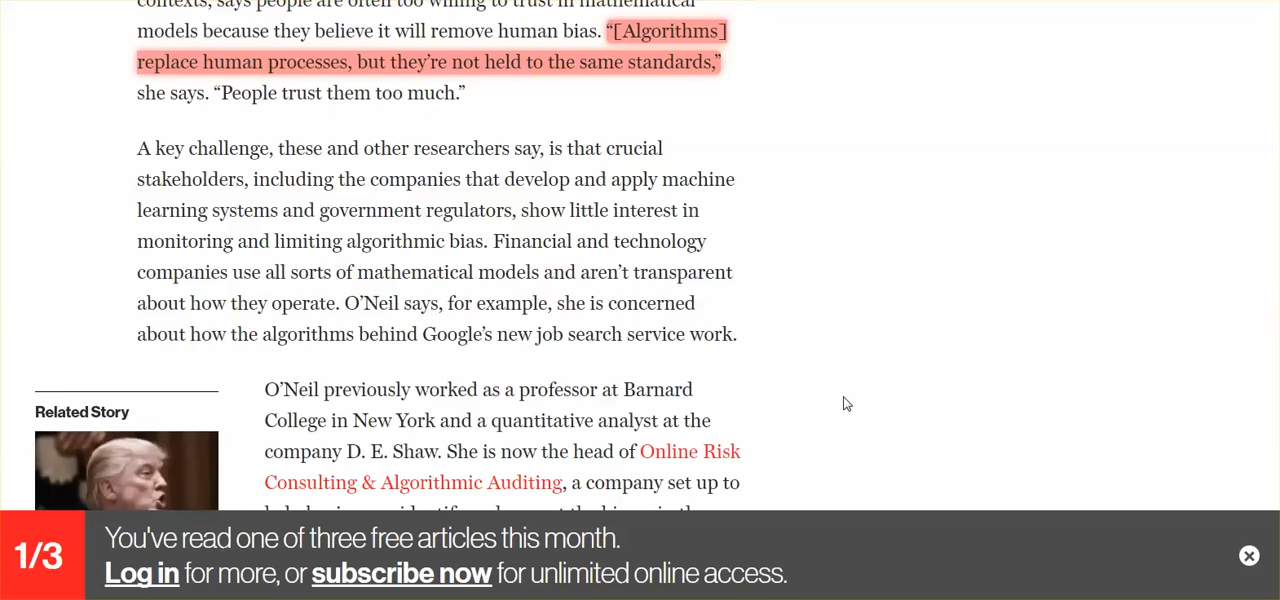 contexts, says people are often too willing to trust in mathematical
models because they believe it will remove human bias. “[Algorithms]
replace human processes, but they’re not held to the same standards,”
she says. “People trust them too much.”
A key challenge, these and other researchers say, is that crucial
stakeholders, including the companies that develop and apply machine
learning systems and government regulators, show little interest in
monitoring and limiting algorithmic bias. Financial and technology
companies use all sorts of mathematical models and aren’t transparent
about how they operate. O’Neil says, for example, she is concerned
about how the algorithms behind Google’s new job search service work.
Related Story
O’Neil previously worked as a professor at Barnard
College in New York and a quantitative analyst at the
company D. E. Shaw. She is now the head of Online Risk
Consulting & Algorithmic Auditing, a company set up to
1/3
You've read one of three free articles this month.
Log in for more, or subscribe now for unlimited online access.